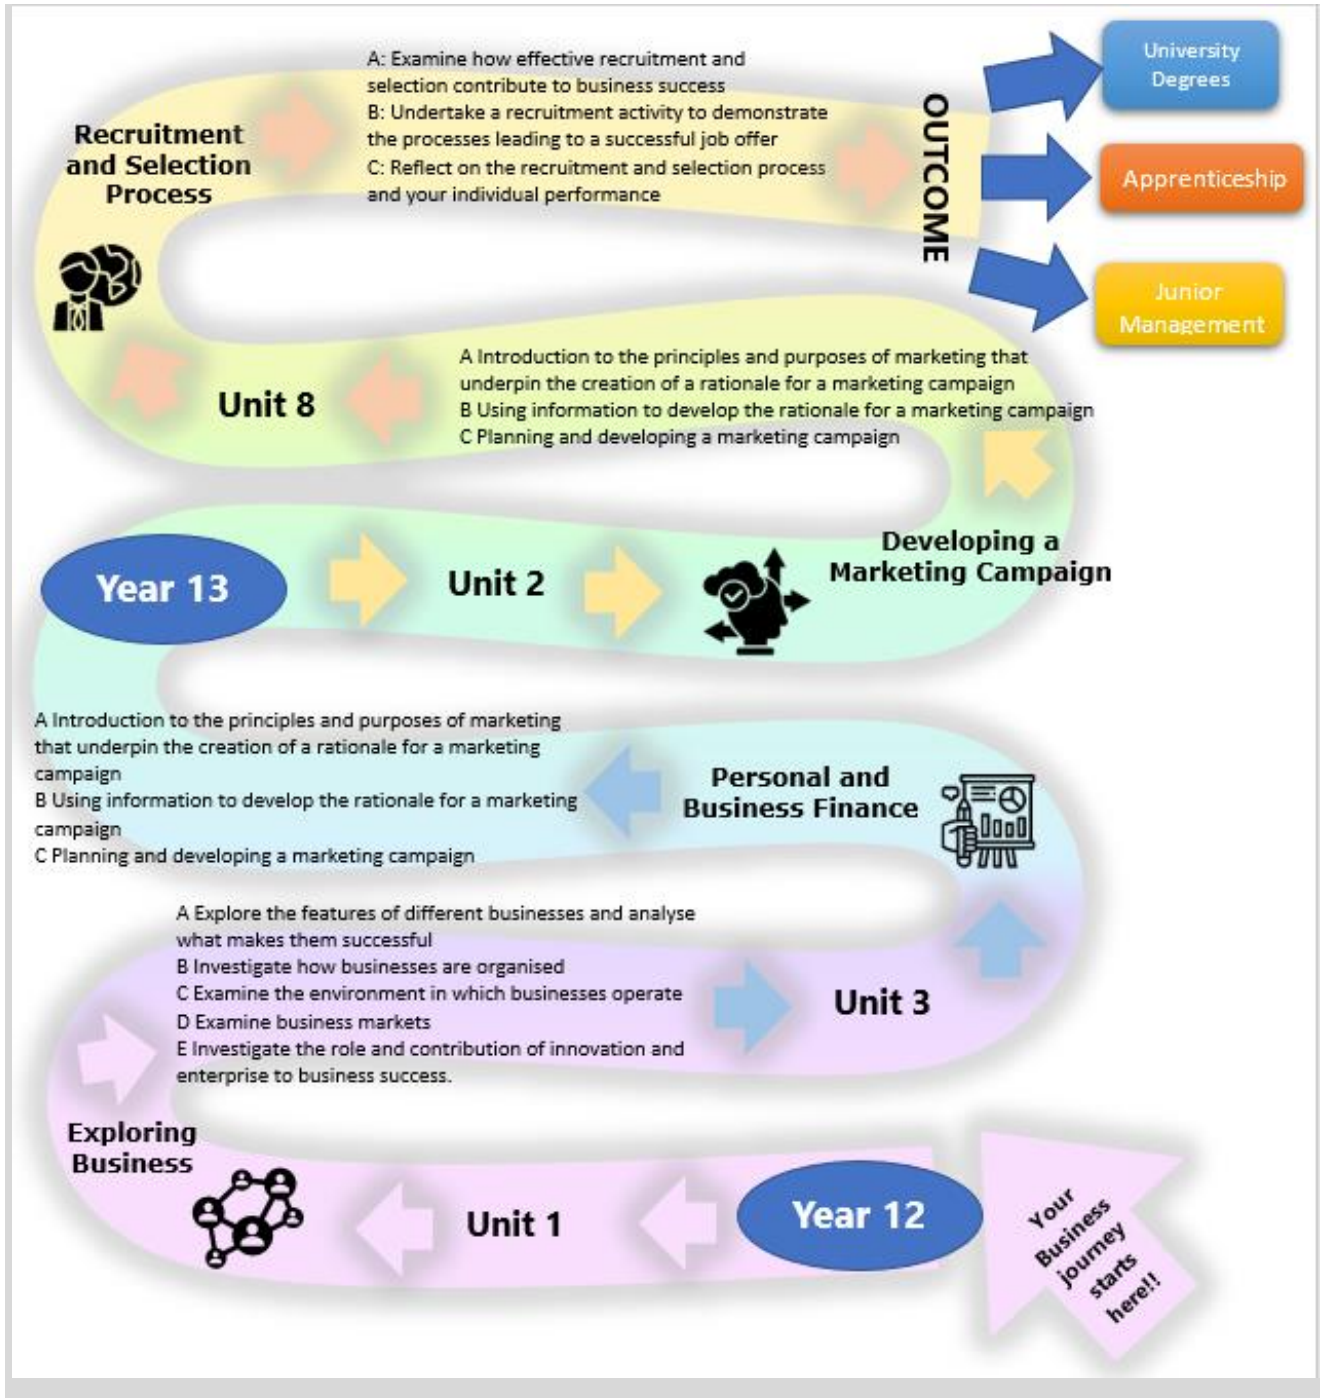 A: Examine how effective recruitment and
selection contribute to business success
B: Undertake a recruitment activity to demonstrate
the processes leading to a successful job offer
C: Reflect on the recruitment and selection process
and your individual performance
Recruitment
and Selection
Process
OUTCOME
University
Degrees
Apprenticeship
Junior
Management
Unit 8
A Introduction to the principles and purposes of marketing that
underpin the creation of a rationale for a marketing campaign
B Using information to develop the rationale for a marketing campaign
C Planning and developing a marketing campaign
Year 13
Unit 2
Developing a
Marketing Campaign
A Introduction to the principles and purposes of marketing
that underpin the creation of a rationale for a marketing
campaign
B Using information to develop the rationale for a marketing
campaign
C Planning and developing a marketing campaign
Personal and
Business Finance
A Explore the features of different businesses and analyse
what makes them successful
B Investigate how businesses are organised
C Examine the environment in which businesses operate
D Examine business markets
E Investigate the role and contribution of innovation and
enterprise to business success.
Unit 3
Exploring
Business
Unit 1
Year 12
Your
Business
journey
starts
here!!